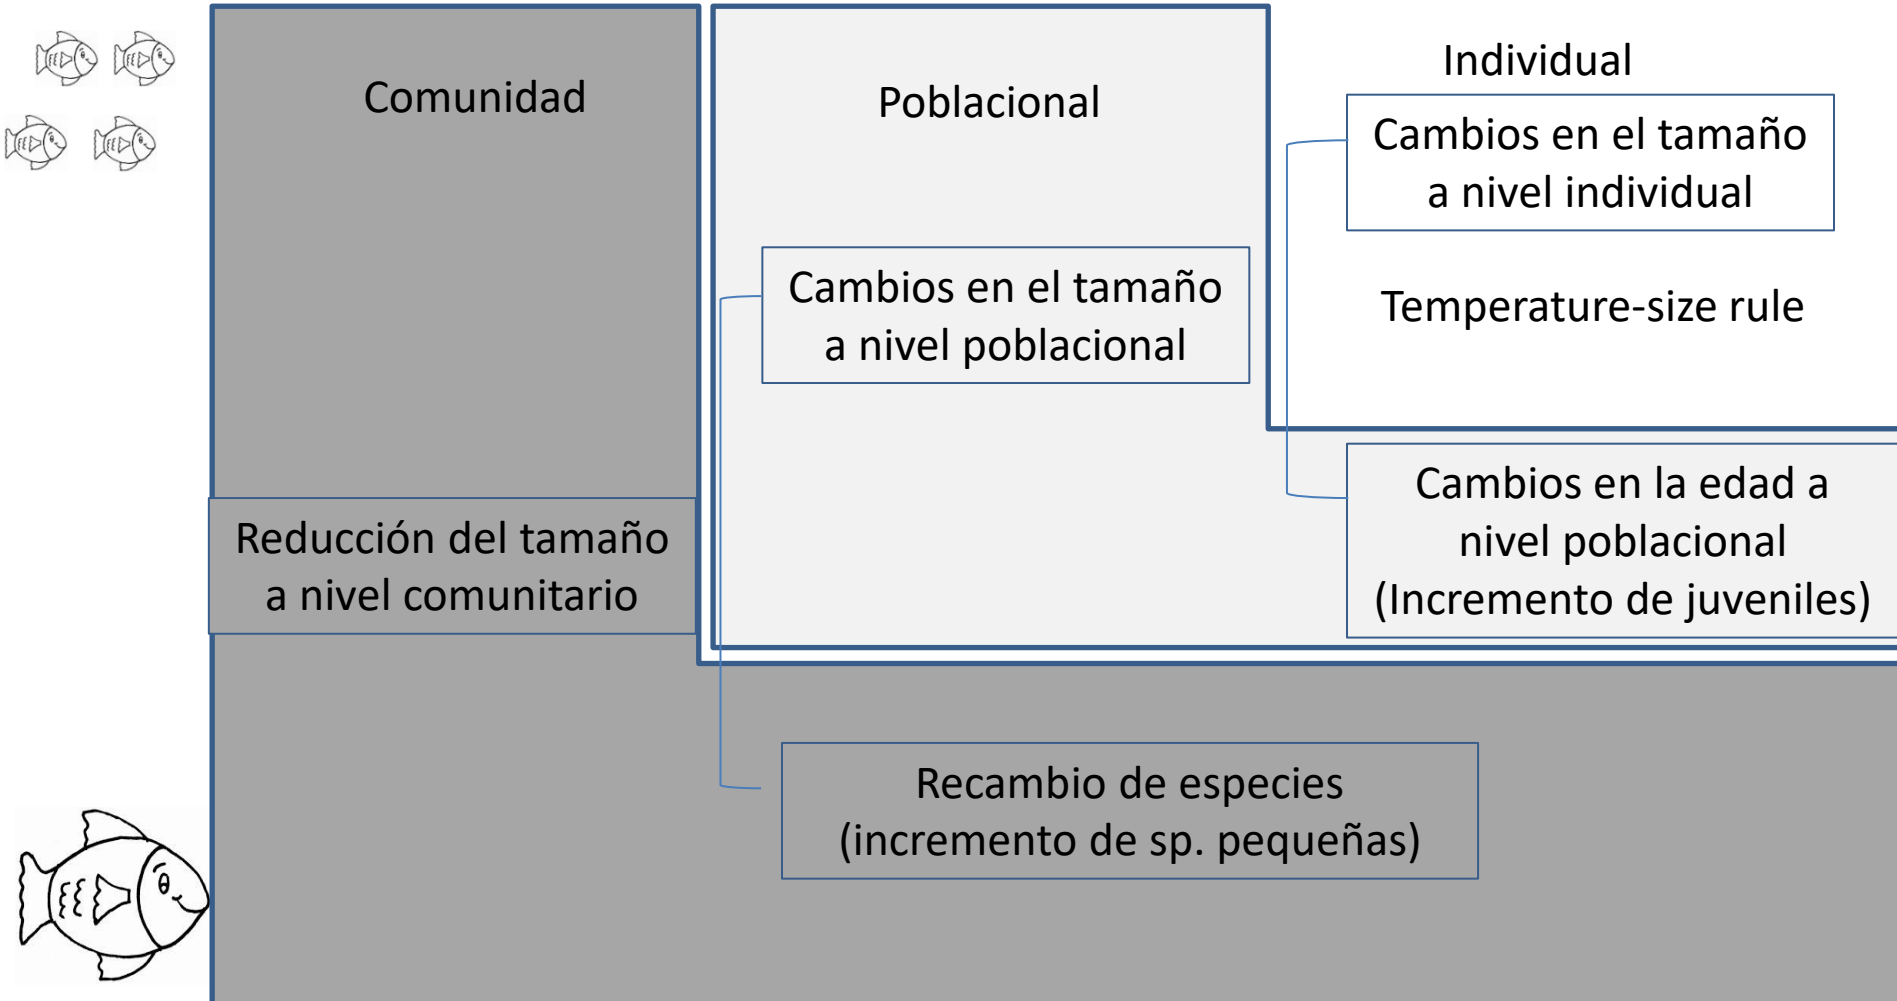 Comunidad
Poblacional
Individual
Cambios en el tamaño
a nivel individual
Temperature-size rule
Cambios en el tamaño
a nivel poblacional
Cambios en la edad a
nivel poblacional
(Incremento de juveniles)
Reducción del tamaño
a nivel comunitario
Recambio de especies
(incremento de sp. pequeñas)